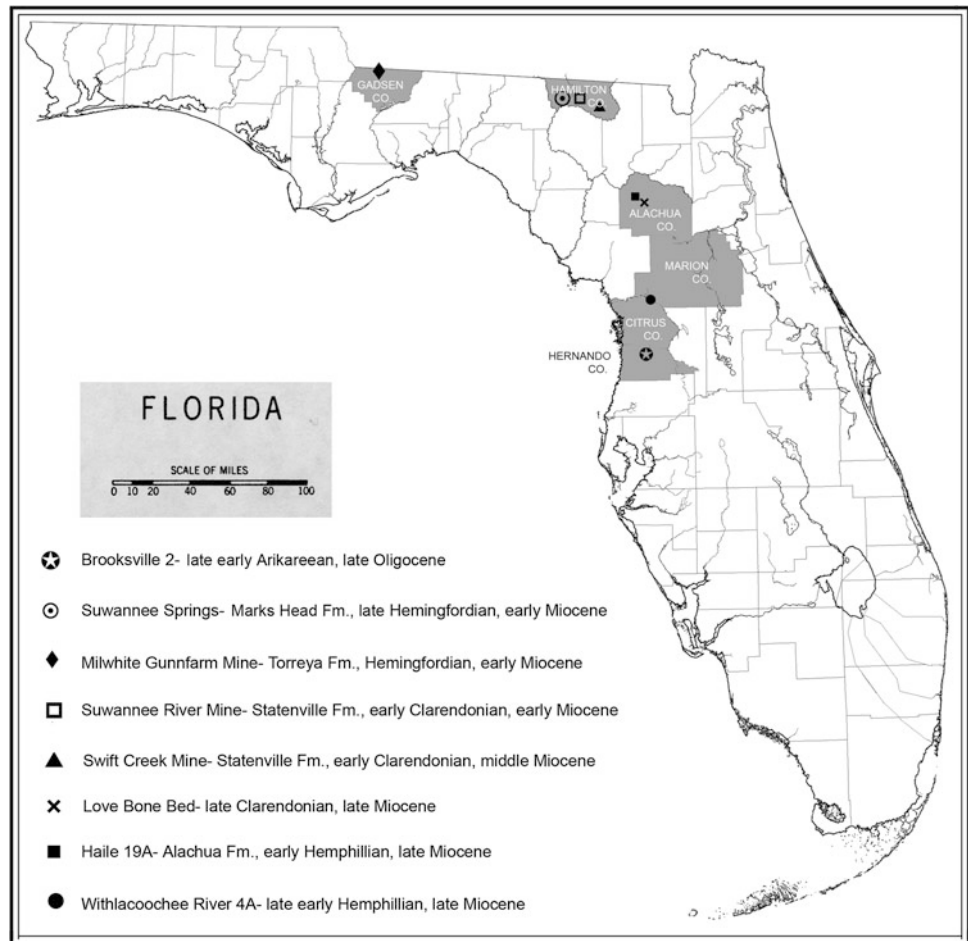 GADSEN
CO.
HAMILTON
CO.
ALACHUA
CO.
MARION
CO.
CITRUS
CO.
HERNANDO
CO.
FLORIDA
SCALE OF MILES
0 10 20 40 60 80 100
Brooksville 2- late early Arikareean, late Oligocene
Suwannee Springs- Marks Head Fm., late Hemingfordian, early Miocene
Milwhite Gunnfarm Mine- Torreya Fm., Hemingfordian, early Miocene
Suwannee River Mine- Statenville Fm., early Clarendonian, early Miocene
Swift Creek Mine- Statenville Fm., early Clarendonian, middle Miocene
Love Bone Bed- late Clarendonian, late Miocene
Haile 19A- Alachua Fm., early Hemphillian, late Miocene
Withlacoochee River 4A- late early Hemphillian, late Miocene